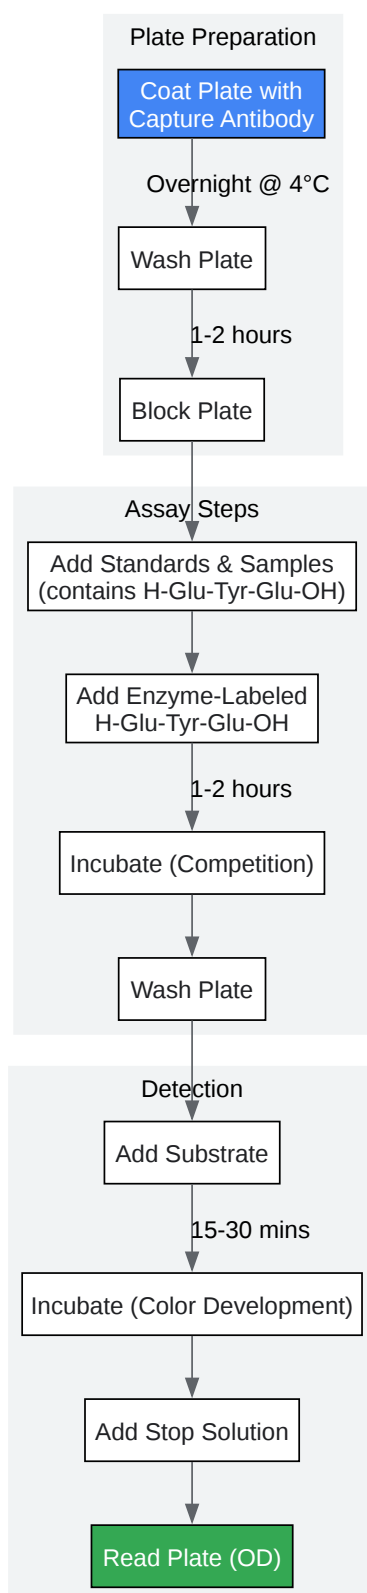 Plate Preparation
Coat Plate with
Capture Antibody
Overnight @ 4°C
Wash Plate
1-2 hours
Block Plate
Assay Steps
Add Standards & Samples
(contains H-Glu-Tyr-Glu-OH)
Add Enzyme-Labeled
H-Glu-Tyr-Glu-OH
1-2 hours
Incubate (Competition)
Wash Plate
Detection
Add Substrate
15-30 mins
Incubate (Color Development)
Add Stop Solution
Read Plate (OD)